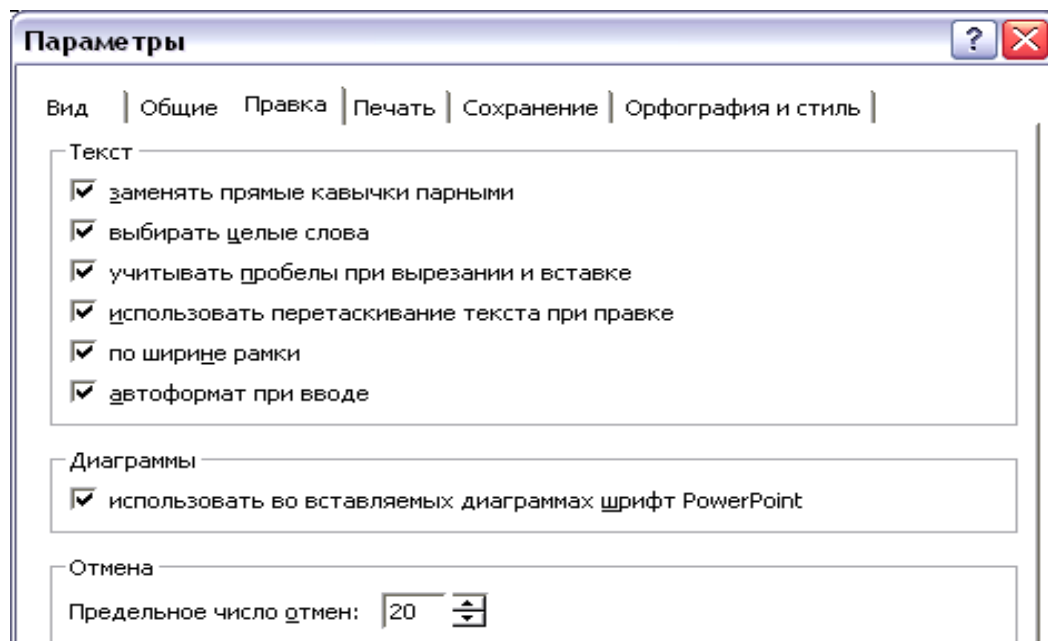 Параметры
Вид Общие Правка Печать Сохранение Орфография и стиль
Текст
заменять прямые кавычки парными
выбирать целые слова
учитывать пробелы при вырезании и вставке
использовать перетаскивание текста при правке
по ширине рамки
автоформат при вводе
Диаграммы
использовать во вставляемых диаграммах шрифт PowerPoint
Отмена
Предельное число отмен: 20